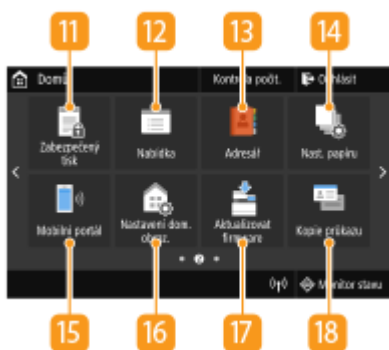 11 12 13 14
Domů Kontrola počt. Odhlásit
Zabezpečený
tisk
Nabídka
Adresář
Nast. papíru
Mobilní portál
Nastavení dom.
obraz.
Aktualizovat
firmware
Kopie průkazu
2
Monitor stavu
15 16 17 18